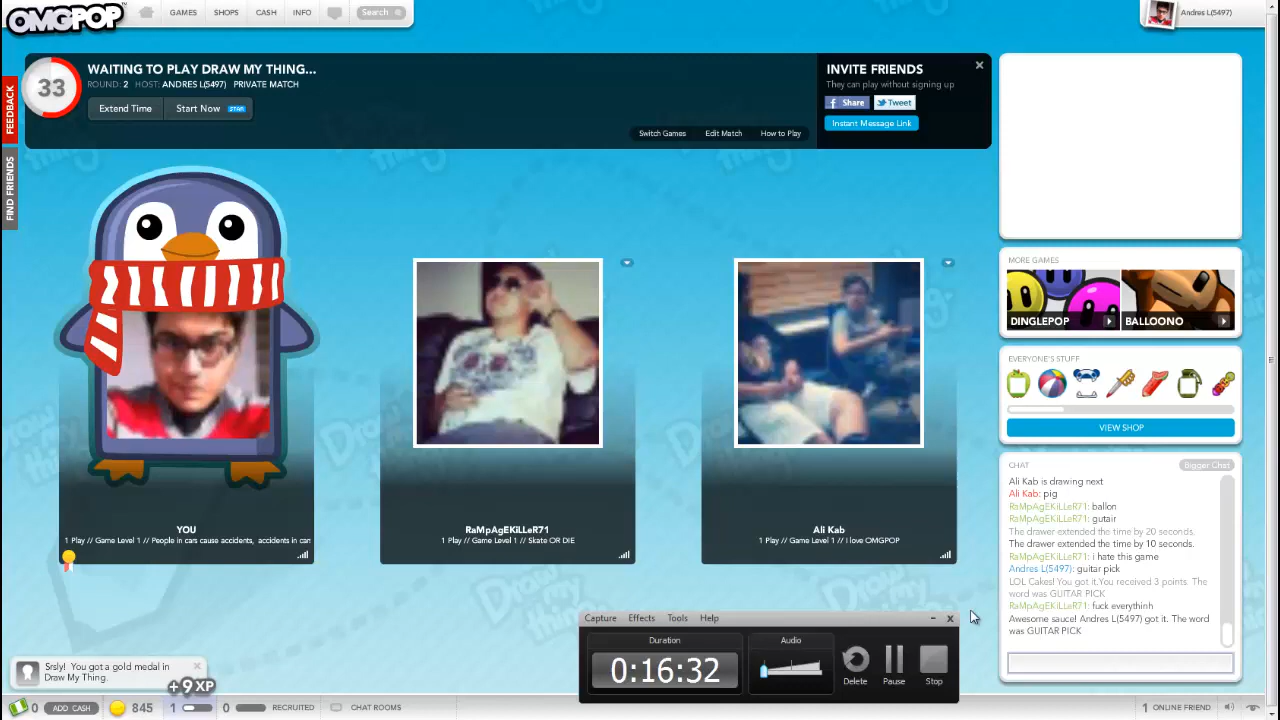 OMGPOP
GAMES
SHOPS
CASH
INFO
Search
Andres L(5497)
FEEDBACK
FIND FRIENDS
33
WAITING TO PLAY DRAW MY THING...
ROUND: 2 HOST: ANDRES L(5497) PRIVATE MATCH
Extend Time
Start Now
STAR
Switch Games
Edit Match
How to Play
INVITE FRIENDS
They can play without signing up
f Share
Tweet
Instant Message Link
YOU
1 Play // Game Level 1 // People in cars cause accidents, accidents in car
RaMpAgEKiLLeR71
1 Play // Game Level 1 // Skate OR DIE
Ali Kab
1 Play // Game Level 1 // I love OMGPOP
MORE GAMES
DINGLEPOP
BALLOONO
EVERYONE'S STUFF
VIEW SHOP
CHAT
Bigger Chat
Ali Kab is drawing next
Ali Kab: pig
RaMpAgEKiLLeR71: ballon
RaMpAgEKiLLeR71: gutair
The drawer extended the time by 20 seconds.
The drawer extended the time by 10 seconds.
RaMpAgEKiLLeR71: i hate this game
Andres L(5497): guitar pick
LOL Cakes! You got it.You received 3 points. The
word was GUITAR PICK
RaMpAgEKiLLeR71: fuck everythinh
Awesome sauce! Andres L(5497) got it. The word
was GUITAR PICK
Capture Effects Tools Help
Duration
0:16:32
Audio
Delete
Pause
Stop
Srsly! You got a gold medal in
Draw My Thing.
+9 XP
0
ADD CASH
845
1
0
RECRUITED
CHAT ROOMS
1 ONLINE FRIEND